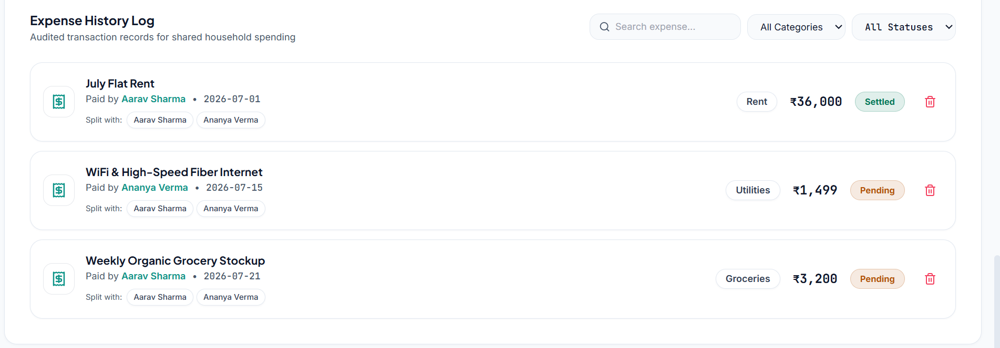 Expense History Log
Audited transaction records for shared household spending
Search expense...
All Categories
All Statuses
July Flat Rent
Paid by Aarav Sharma • 2026-07-01
Split with: Aarav Sharma Ananya Verma
Rent ₹36,000 Settled
WiFi & High-Speed Fiber Internet
Paid by Ananya Verma • 2026-07-15
Split with: Aarav Sharma Ananya Verma
Utilities ₹1,499 Pending
Weekly Organic Grocery Stockup
Paid by Aarav Sharma • 2026-07-21
Split with: Aarav Sharma Ananya Verma
Groceries ₹3,200 Pending